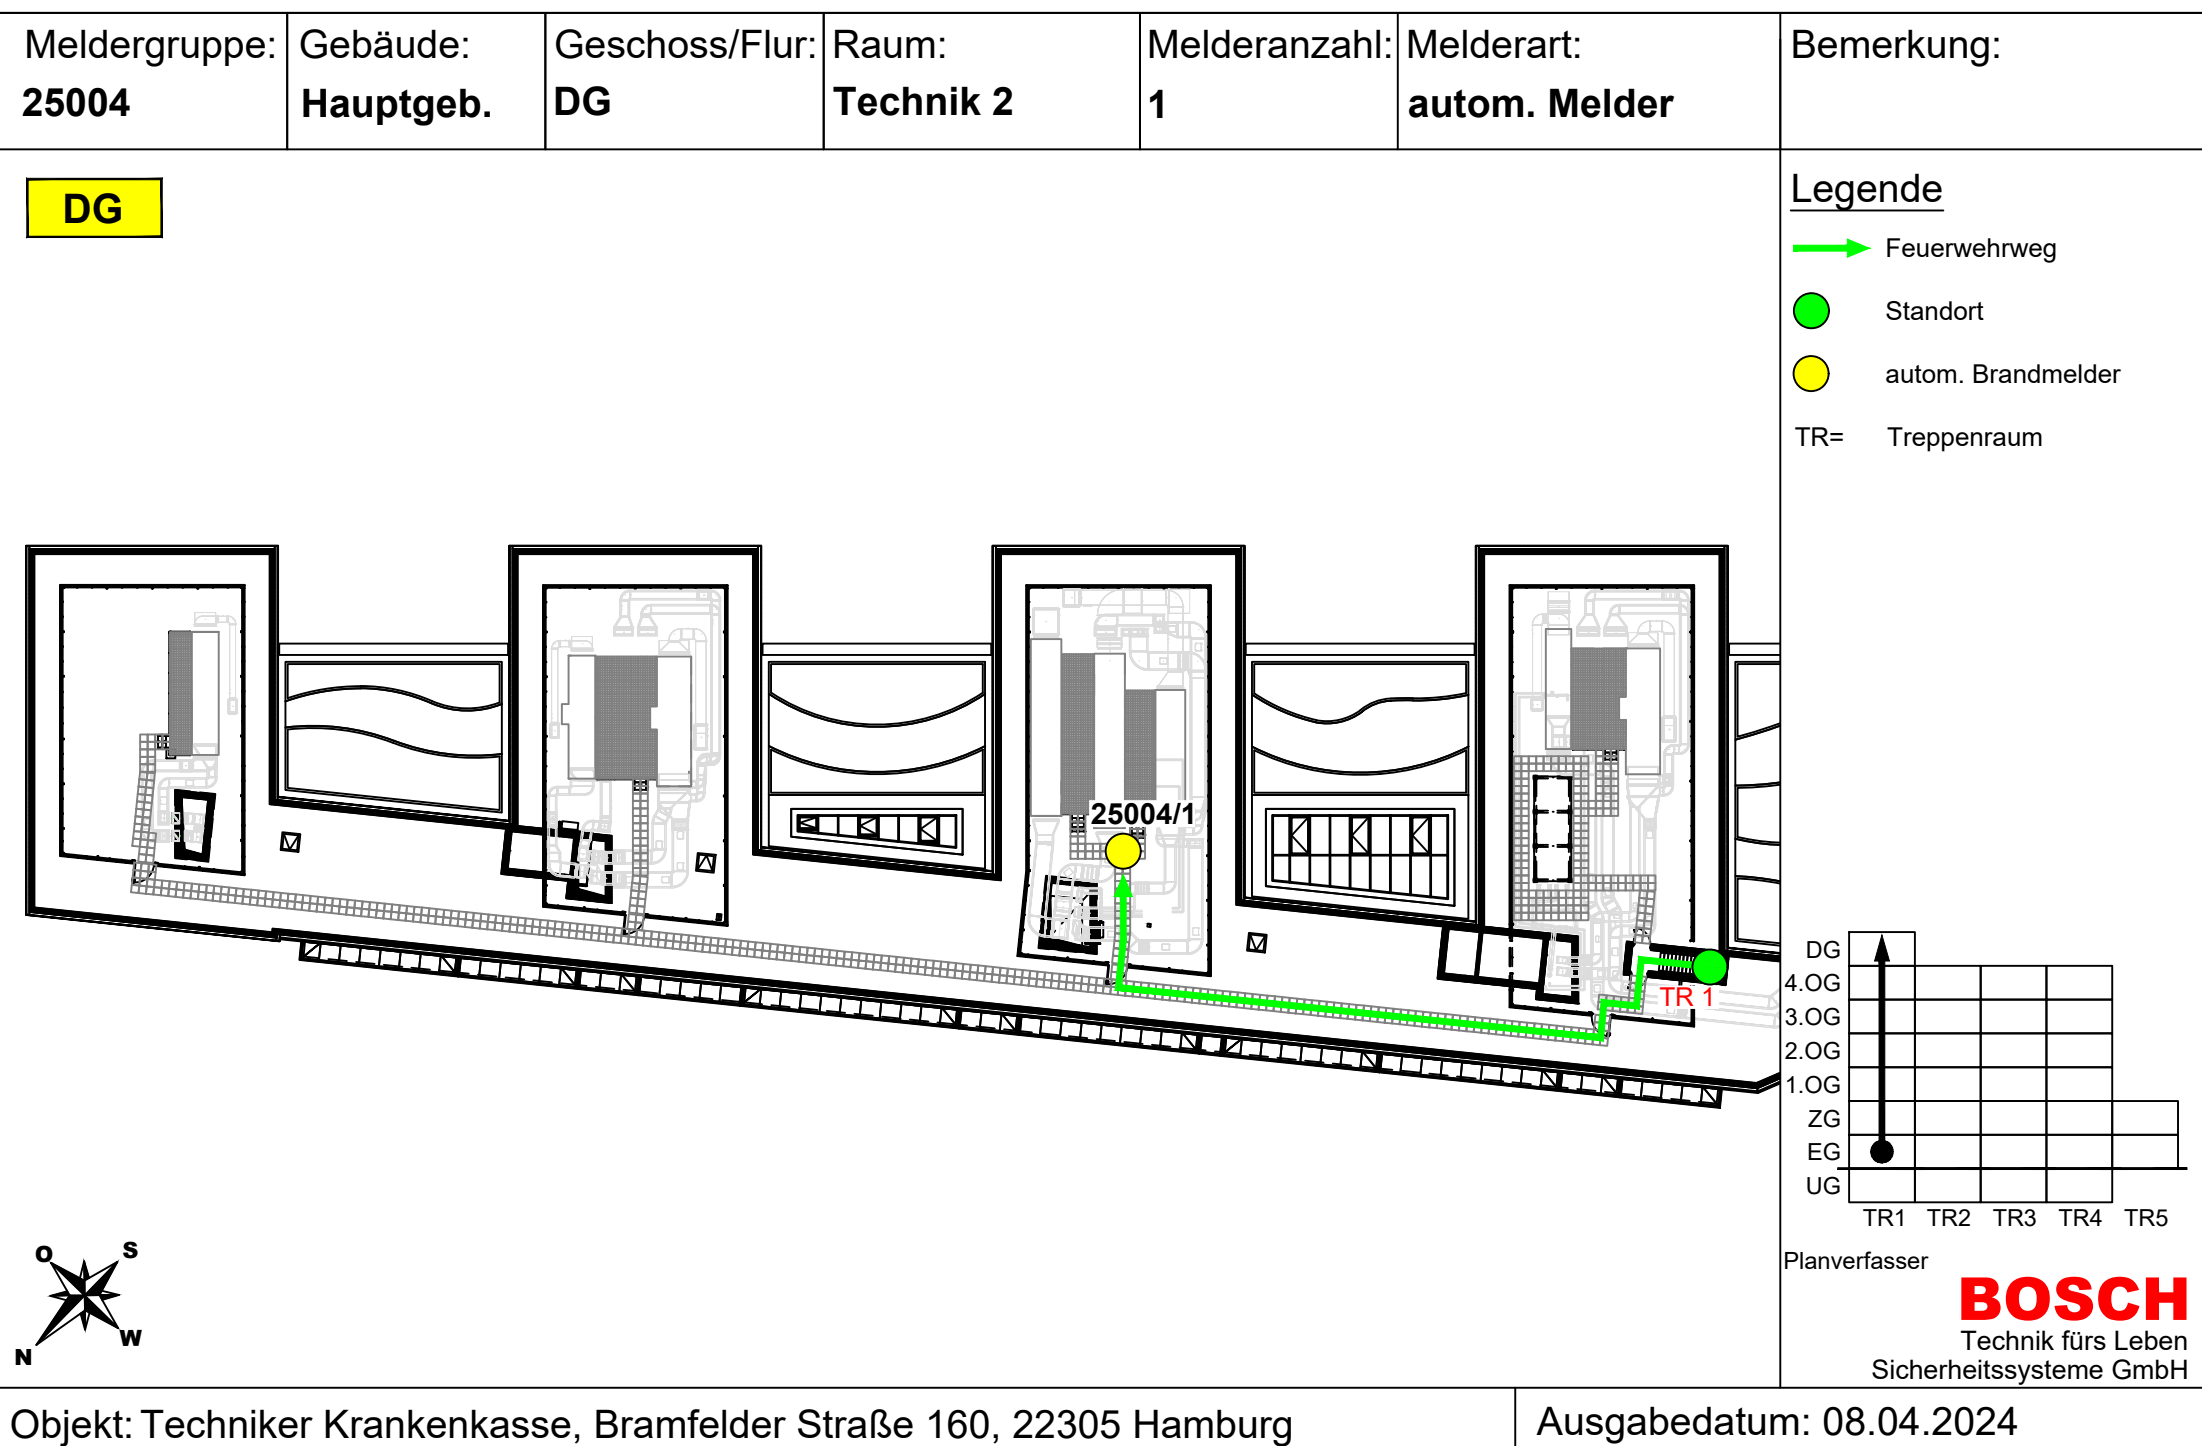 Meldergruppe: Gebäude: Geschoss/Flur: Raum: Melderanzahl: Melderart: Bemerkung:
25004 Hauptgeb. DG Technik 2 1 autom. Melder
DG
Legende
Feuerwehrweg
Standort
autom. Brandmelder
TR= Treppenraum
25004/1
TR 1
DG
4.OG
3.OG
2.OG
1.OG
ZG
EG
UG
TR1 TR2 TR3 TR4 TR5
O S
N W
Planverfasser
BOSCH
Technik fürs Leben
Sicherheitssysteme GmbH
Objekt: Techniker Krankenkasse, Bramfelder Straße 160, 22305 Hamburg Ausgabedatum: 08.04.2024